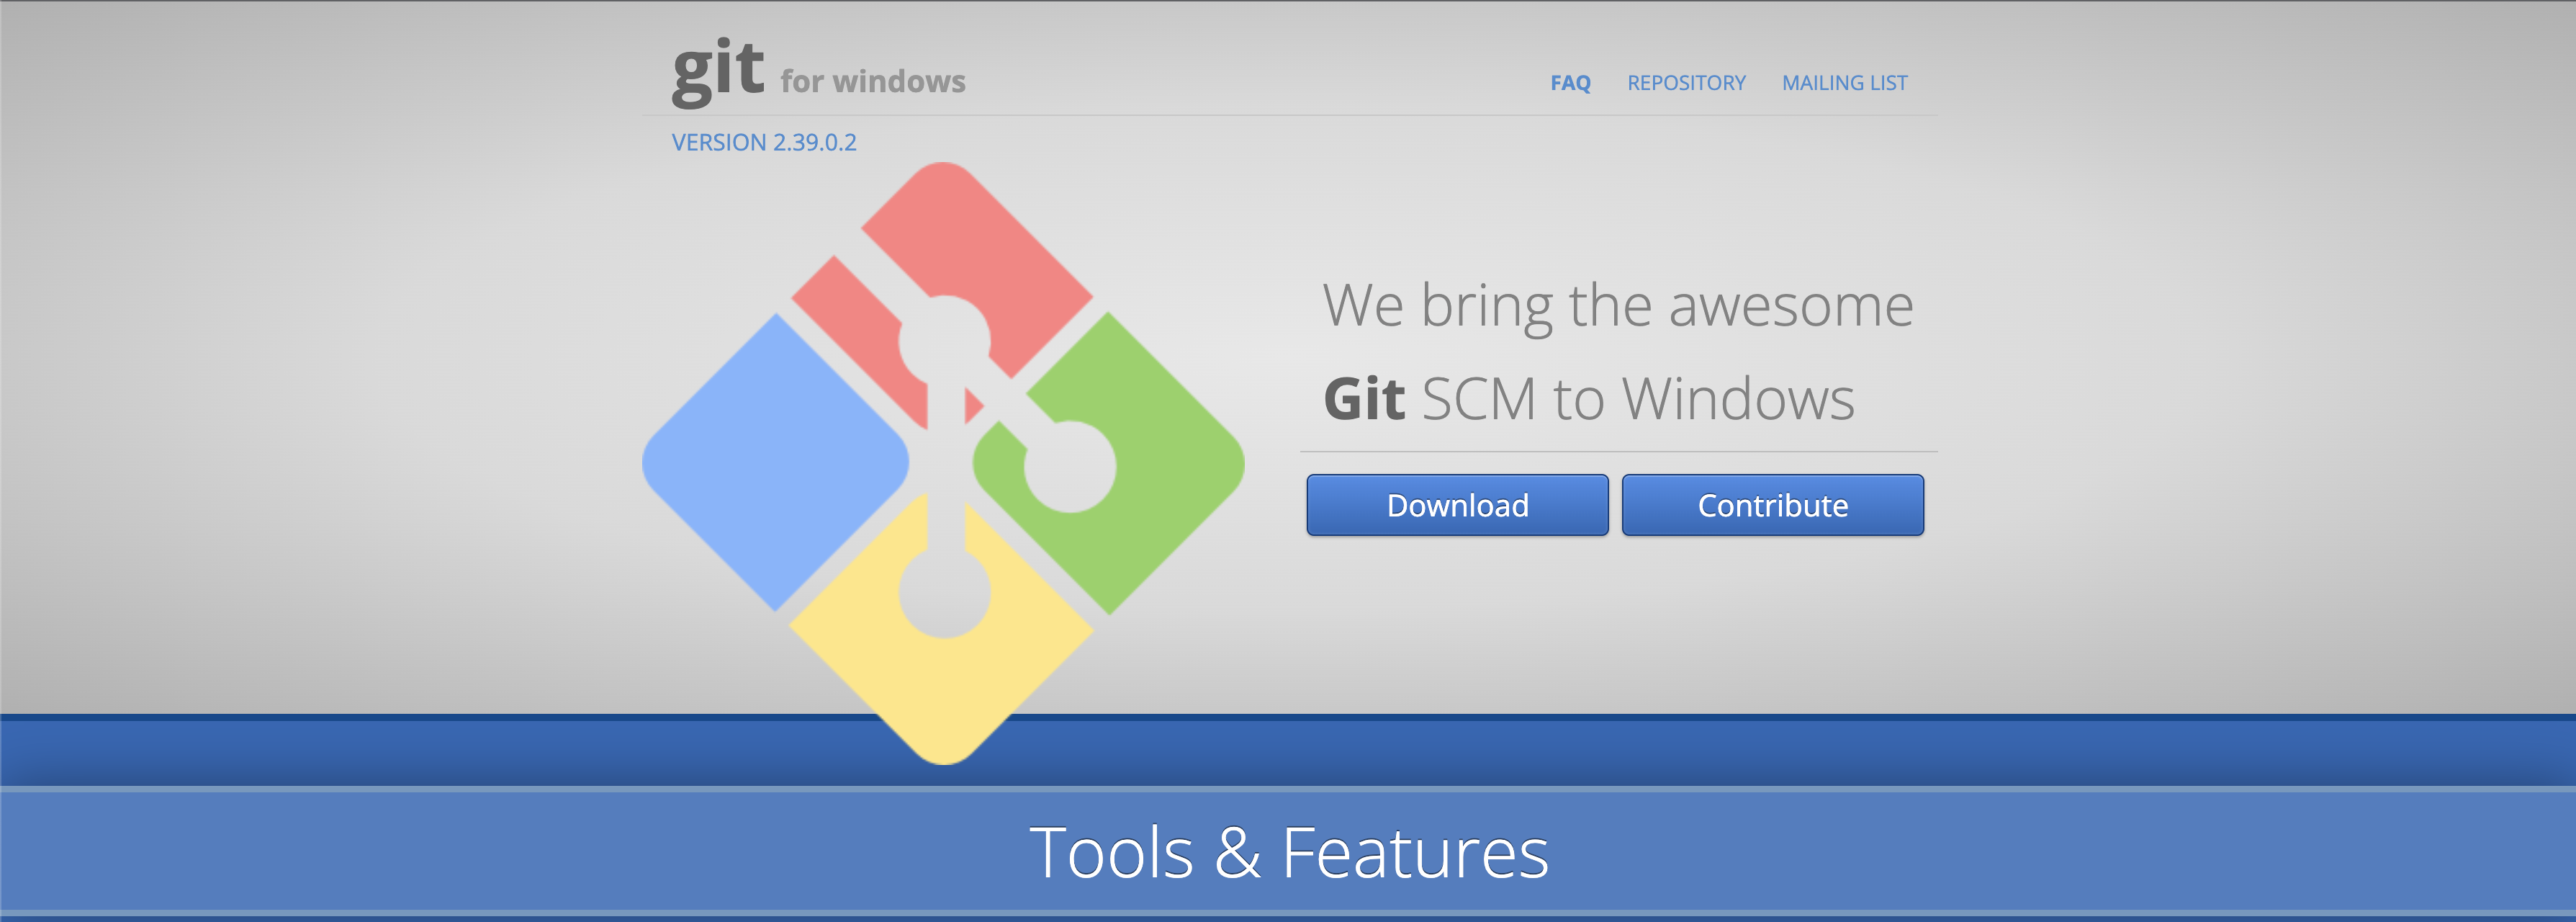 git for windows
FAQ REPOSITORY MAILING LIST
VERSION 2.39.0.2
We bring the awesome
Git SCM to Windows
Download Contribute
Tools & Features